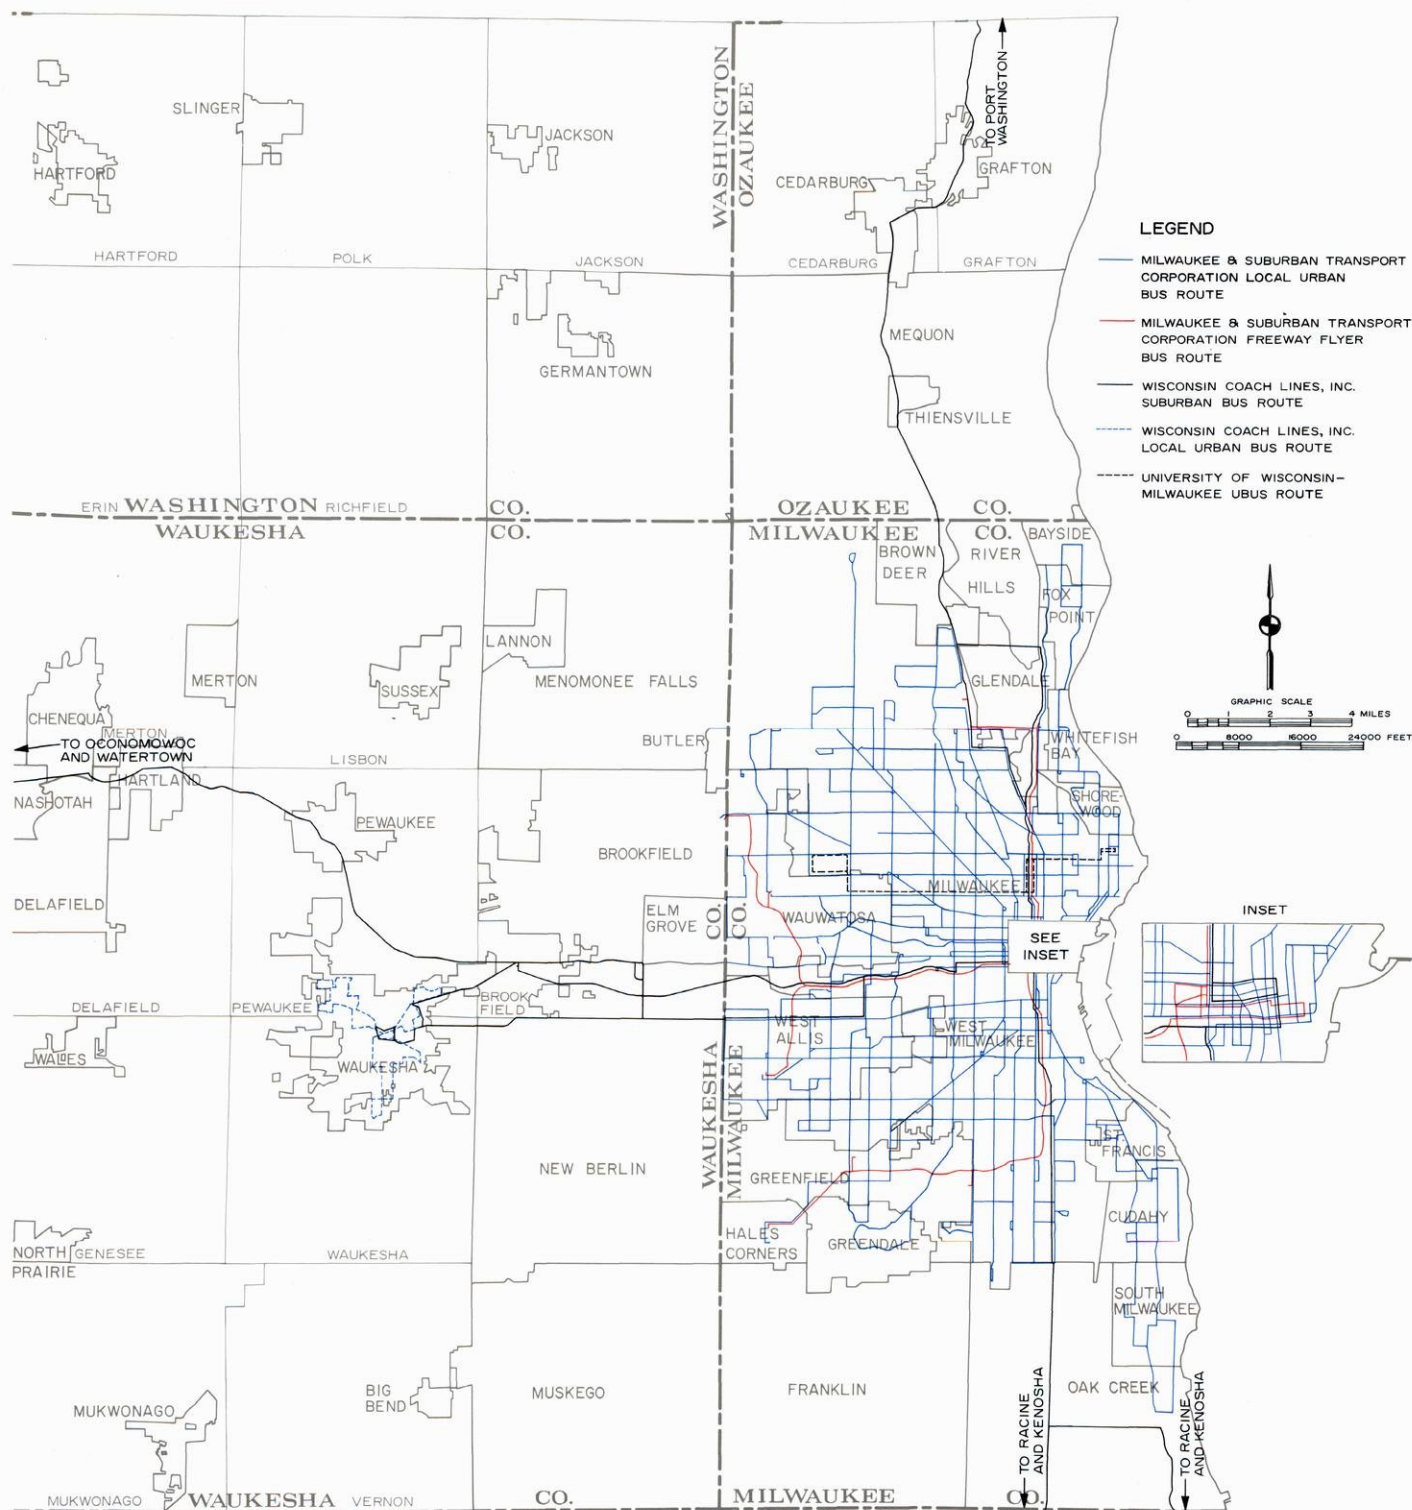 WASHINGTON
OZAUKEE
TO PORT
WASHINGTON
SLINGER
JACKSON
HARTFORD
CEDARBURG
GRAFTON
HARTFORD
POLK
JACKSON
CEDARBURG
GRAFTON
MEQUON
GERMANTOWN
THIENSVILLE
ERIN
WASHINGTON
RICHFIELD
CO.
OZAUKEE
CO.
WAUKESHA
CO.
MILWAUKEE
CO.
LEGEND
MILWAUKEE & SUBURBAN TRANSPORT
CORPORATION LOCAL URBAN
BUS ROUTE
MILWAUKEE & SUBURBAN TRANSPORT
CORPORATION FREEWAY FLYER
BUS ROUTE
WISCONSIN COACH LINES, INC.
SUBURBAN BUS ROUTE
WISCONSIN COACH LINES, INC.
LOCAL URBAN BUS ROUTE
UNIVERSITY OF WISCONSIN-
MILWAUKEE UBUS ROUTE
GRAPHIC SCALE
0 1 2 3 4 MILES
0 8000 16000 24000 FEET
BAYSIDE
BROWN
DEER
RIVER
HILLS
FOX
POINT
LANNON
MERTON
SUSSEX
MENOMONEE FALLS
GLENDALE
CHENEQUA
MERTON
TO OCONOMOWOC
AND WATERTOWN
BUTLER
WHITEFISH
BAY
LISBON
HARTLAND
NASHOTAH
SHORE-
WOOD
PEWAUKEE
BROOKFIELD
MILWAUKEE
DELAFIELD
ELM
GROVE
CO.
CO.
WAUWATOSA
SEE
INSET
INSET
DELAFIELD
PEWAUKEE
BROOK
FIELD
WEST
ALLIS
WEST
MILWAUKEE
WALES
WAUKESHA
WAUKESHA
MILWAUKEE
ST.
FRANCIS
NEW BERLIN
GREENFIELD
CUDAHY
HALES
CORNERS
GREENDALE
NORTH
PRAIRIE
GENESEE
WAUKESHA
SOUTH
MILWAUKEE
MUKWONAGO
BIG
BEND
MUSKEGO
FRANKLIN
OAK CREEK
TO RACINE
AND KENOSHA
TO RACINE
AND KENOSHA
MUKWONAGO
WAUKESHA
VERNON
CO.
MILWAUKEE
CO.